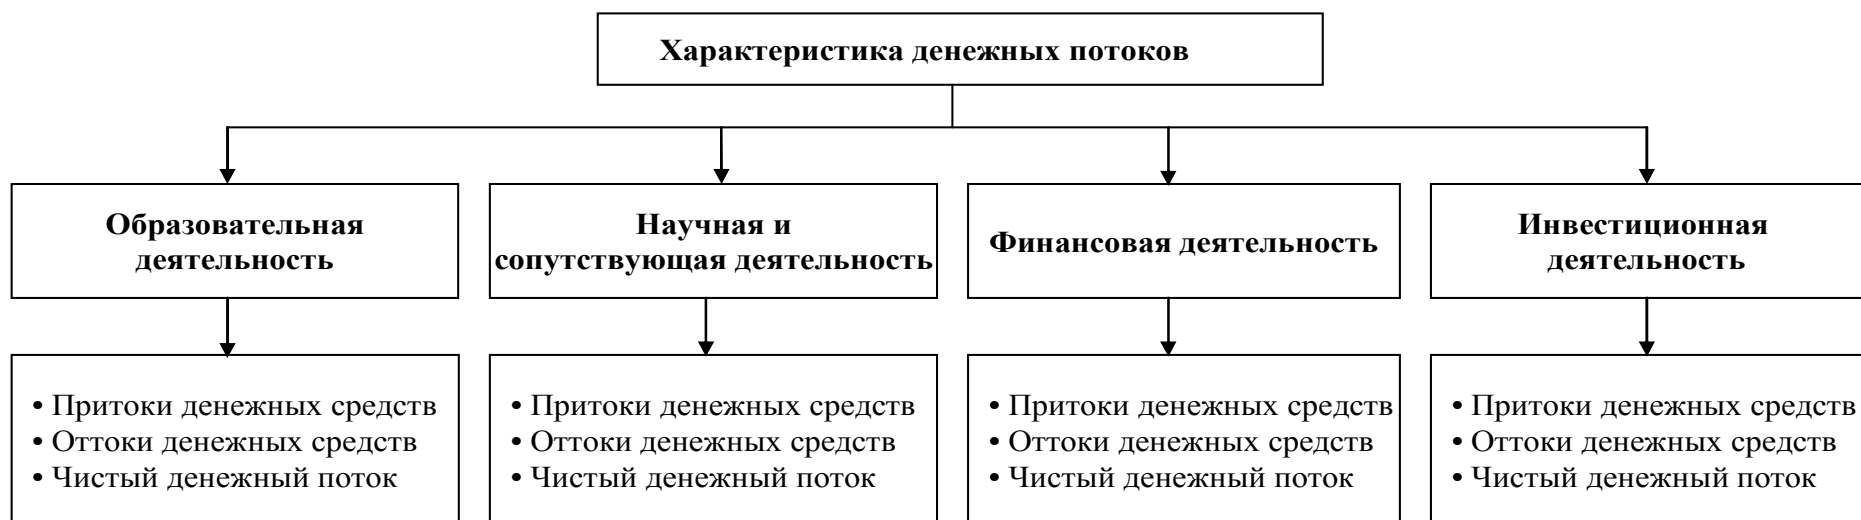 Характеристика денежных потоков
Образовательная
деятельность
Научная и
сопутствующая деятельность
Финансовая деятельность
Инвестиционная
деятельность
• Притоки денежных средств
• Оттоки денежных средств
• Чистый денежный поток
• Притоки денежных средств
• Оттоки денежных средств
• Чистый денежный поток
• Притоки денежных средств
• Оттоки денежных средств
• Чистый денежный поток
• Притоки денежных средств
• Оттоки денежных средств
• Чистый денежный поток